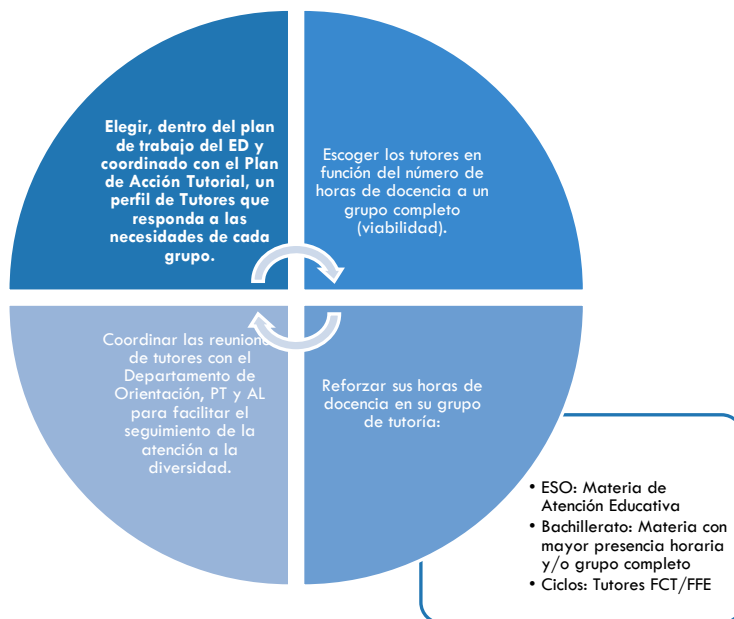 Elegir, dentro del plan
de trabajo del ED y
coordinado con el Plan
de Acción Tutorial, un
perfil de Tutores que
responda a las
necesidades de cada
grupo.
Escoger los tutores en
función del número de
horas de docencia a un
grupo completo
(viabilidad).
Coordinar las reuniones
de tutores con el
Departamento de
Orientación, PT y AL
para facilitar el
seguimiento de la
atención a la
diversidad.
Reforzar sus horas de
docencia en su grupo
de tutoría:
• ESO: Materia de
Atención Educativa
• Bachillerato: Materia con
mayor presencia horaria
y/o grupo completo
• Ciclos: Tutores FCT/FFE